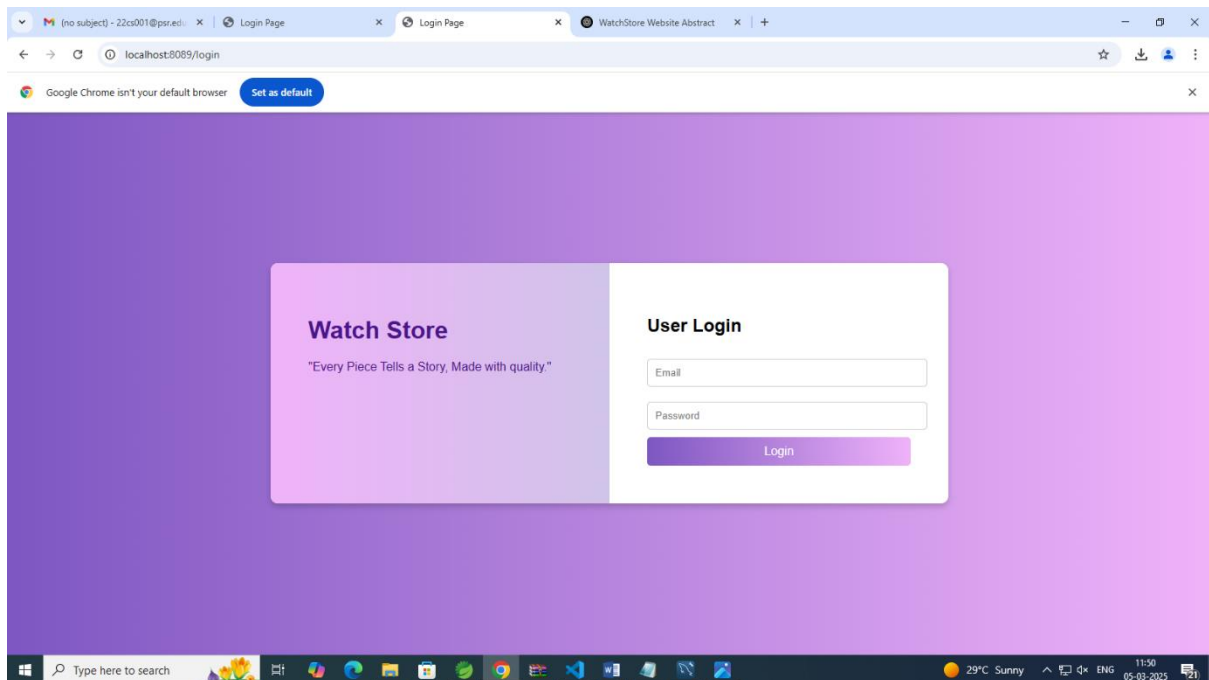 (no subject) - 22cs001@psr.edu
Login Page
Login Page
WatchStore Website Abstract
localhost:8089/login
Google Chrome isn't your default browser
Set as default
Watch Store
"Every Piece Tells a Story, Made with quality."
User Login
Email
Password
Login
Type here to search
29°C Sunny
ENG
11:50
05-03-2025
21